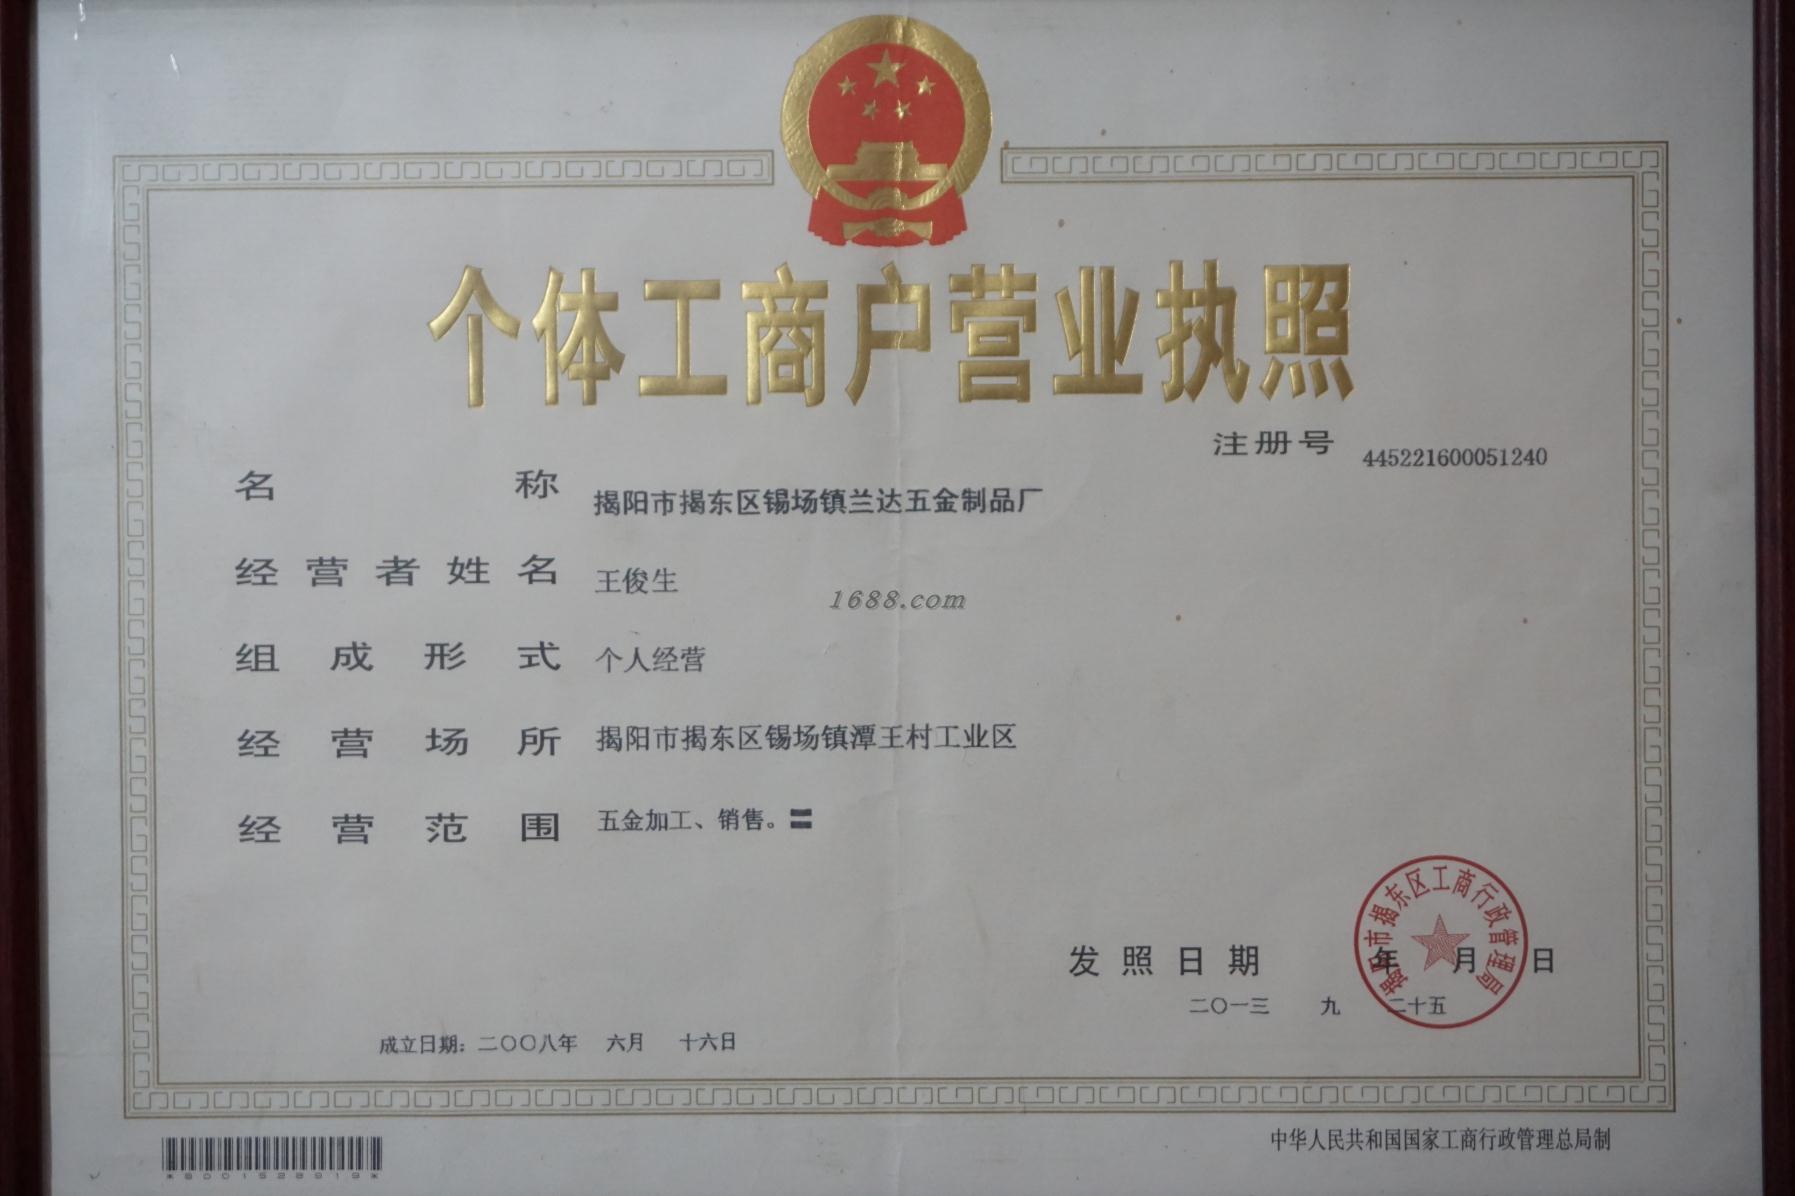 个体工商户营业执照
注册号 445221600051240
名称 揭阳市揭东区锡场镇兰达五金制品厂
经营者姓名 王俊生
1688.com
组成形式 个人经营
经营场所 揭阳市揭东区锡场镇潭王村工业区
经营范围 五金加工、销售。
揭阳市揭东区工商行政管理局
发照日期 年 月 日
二〇一三 九 二十五
成立日期：二〇〇八年 六月 十六日
中华人民共和国国家工商行政管理总局制